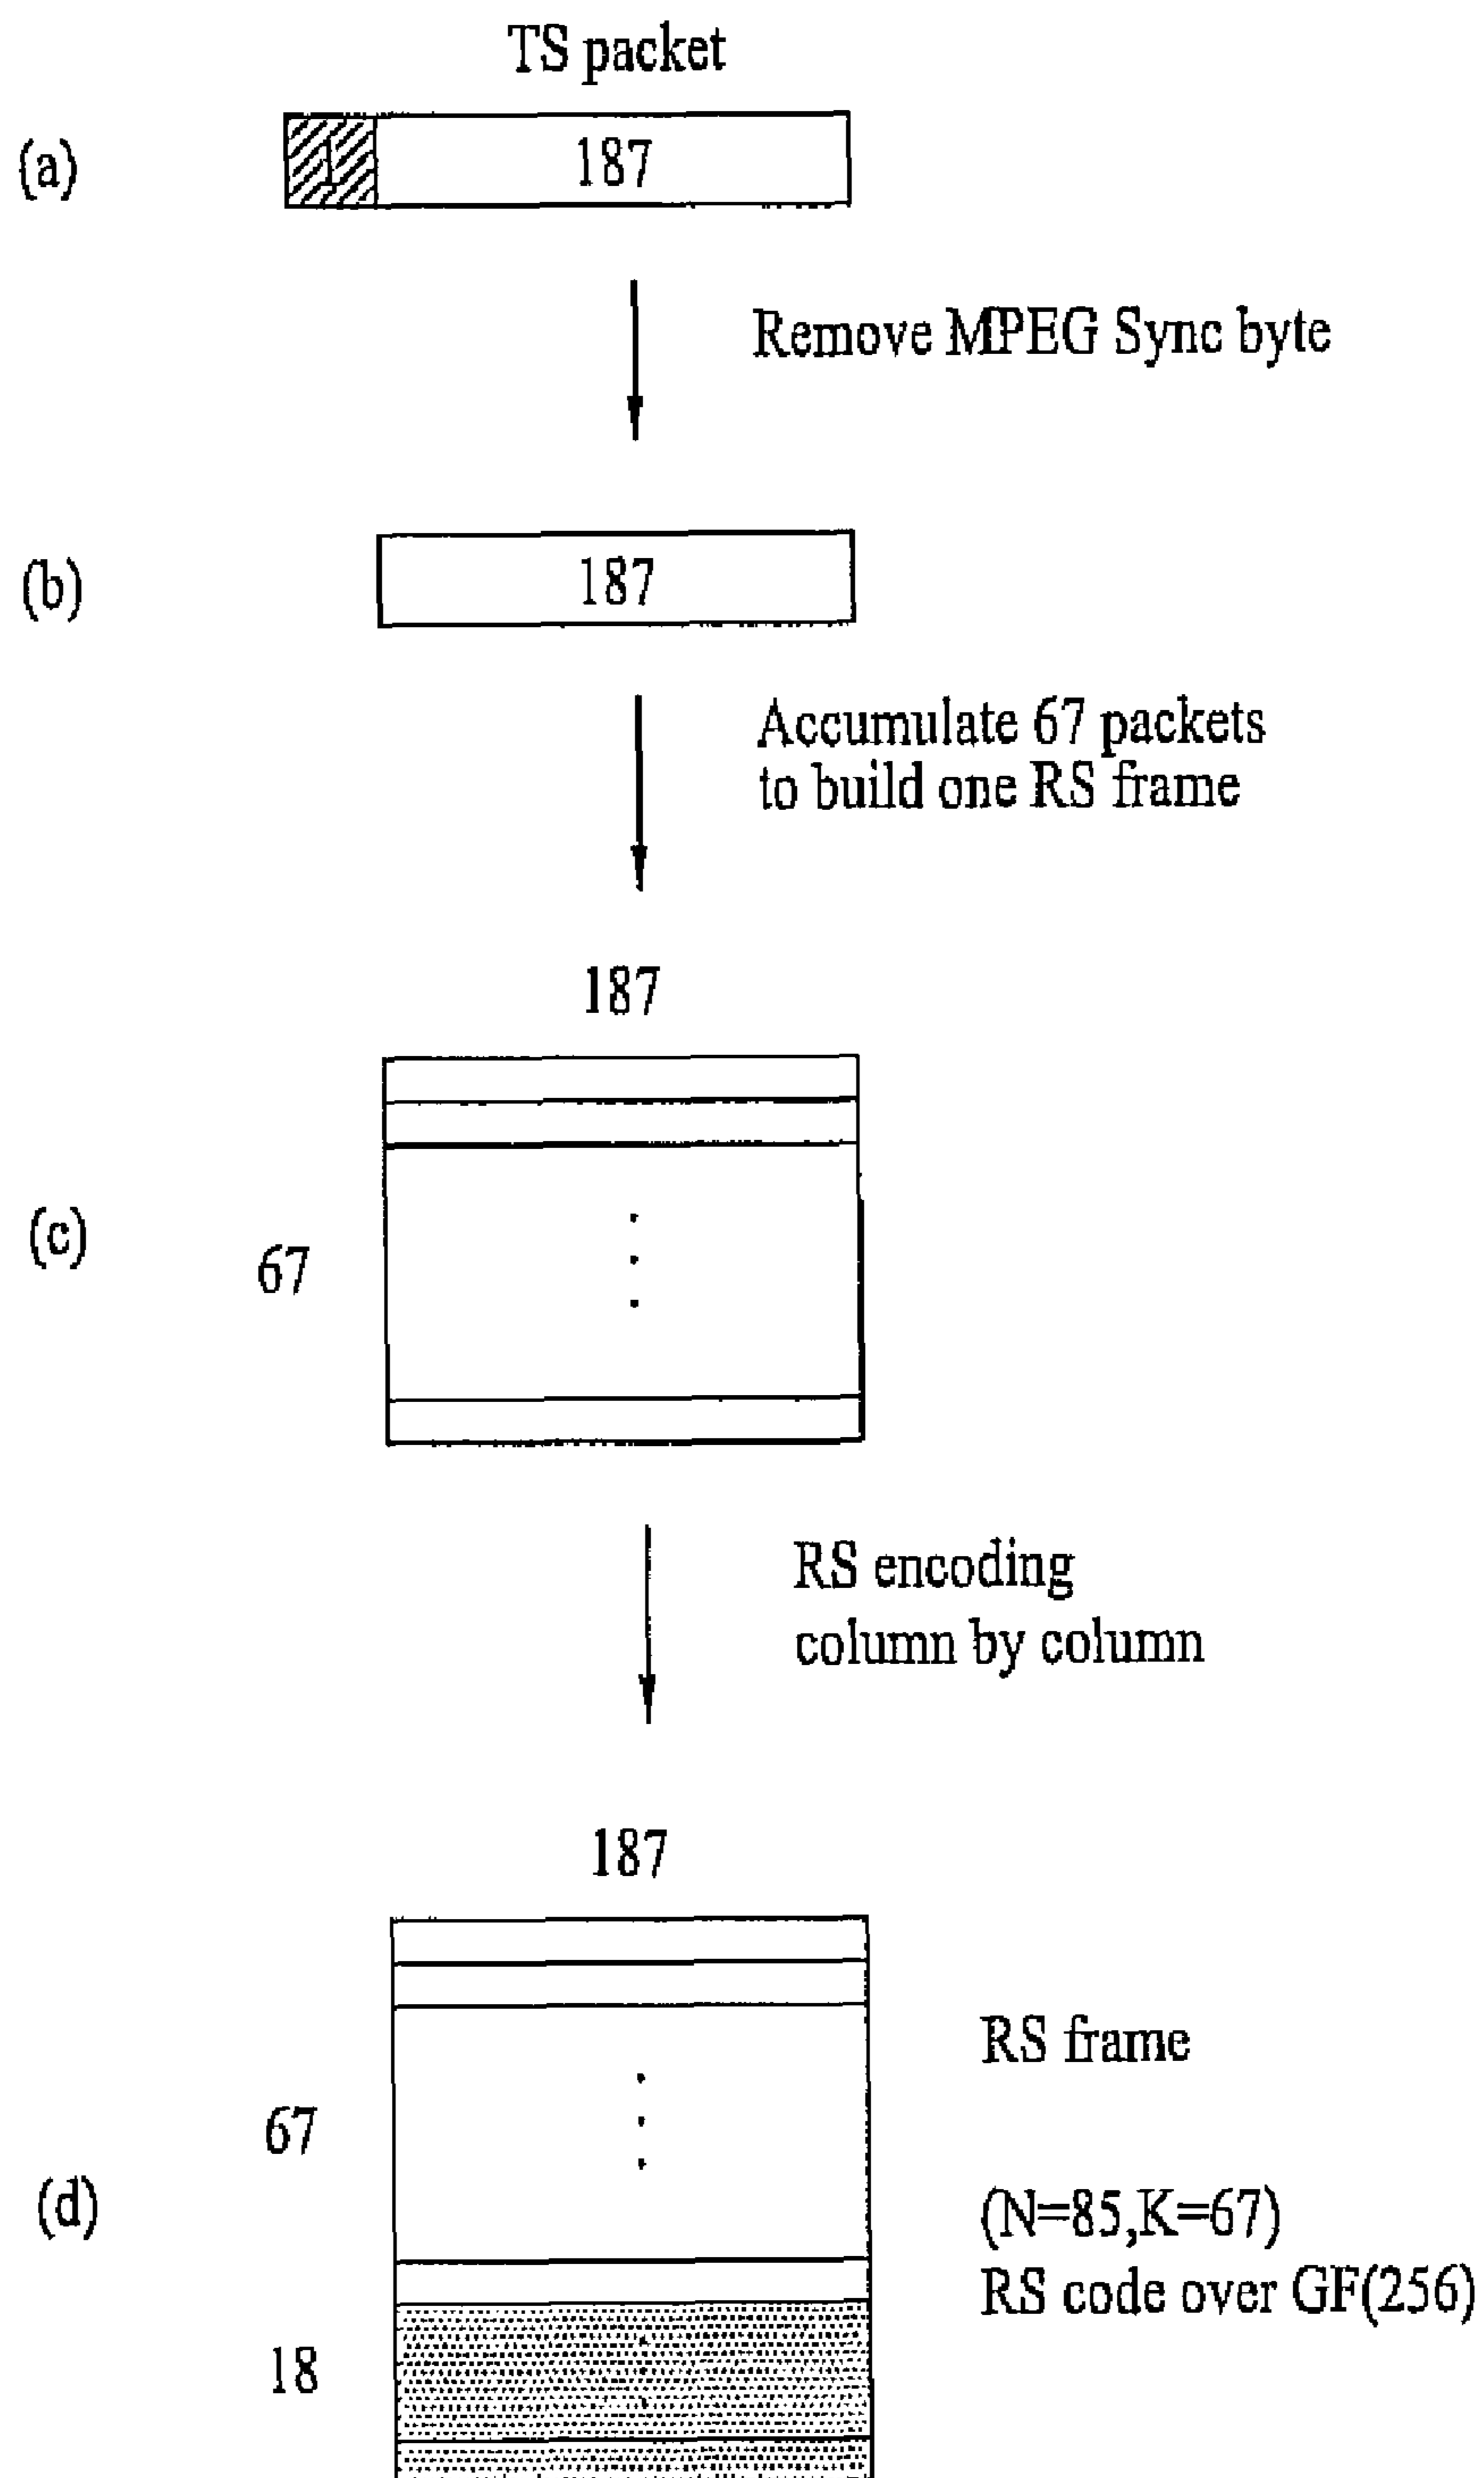 TS packet
(a)
1 187
Remove MPEG Sync byte
(b)
187
Accumulate 67 packets
to build one RS frame
187
(c)
67
RS encoding
column by column
187
RS frame
67
(d)
(N=85,K=67)
RS code over GF(256)
18